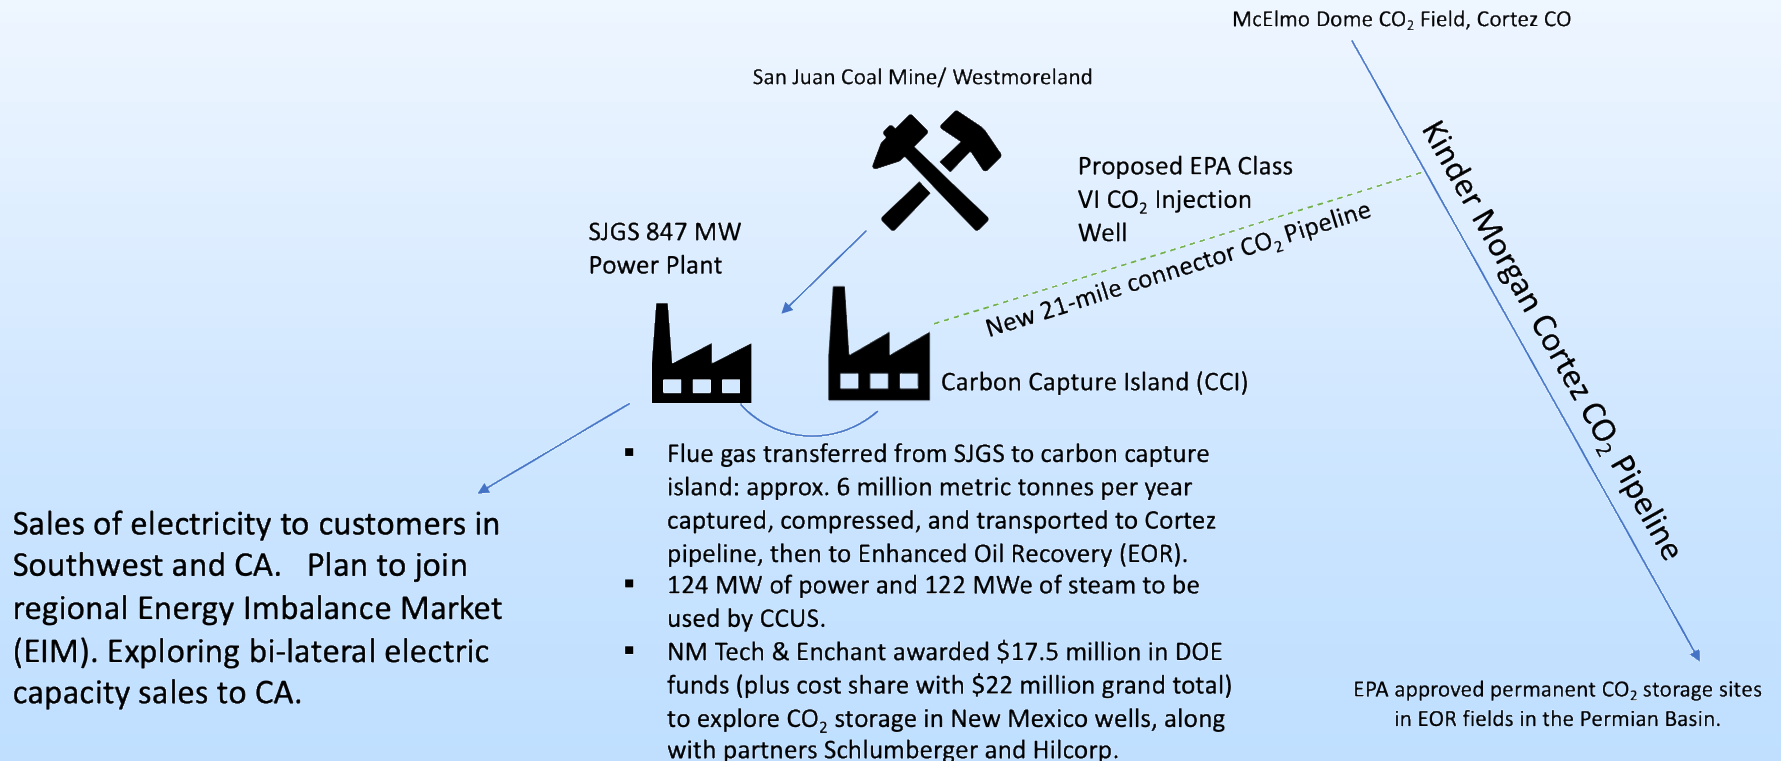 McElmo Dome CO₂ Field, Cortez CO
San Juan Coal Mine/ Westmoreland
Proposed EPA Class
VI CO₂ Injection
Well
SJGS 847 MW
Power Plant
New 21-mile connector CO₂ Pipeline
Kinder Morgan Cortez CO₂ Pipeline
Carbon Capture Island (CCI)
▪ Flue gas transferred from SJGS to carbon capture
island: approx. 6 million metric tonnes per year
captured, compressed, and transported to Cortez
pipeline, then to Enhanced Oil Recovery (EOR).
▪ 124 MW of power and 122 MWe of steam to be
used by CCUS.
▪ NM Tech & Enchant awarded $17.5 million in DOE
funds (plus cost share with $22 million grand total)
to explore CO₂ storage in New Mexico wells, along
with partners Schlumberger and Hilcorp.
Sales of electricity to customers in
Southwest and CA.   Plan to join
regional Energy Imbalance Market
(EIM). Exploring bi-lateral electric
capacity sales to CA.
EPA approved permanent CO₂ storage sites
in EOR fields in the Permian Basin.